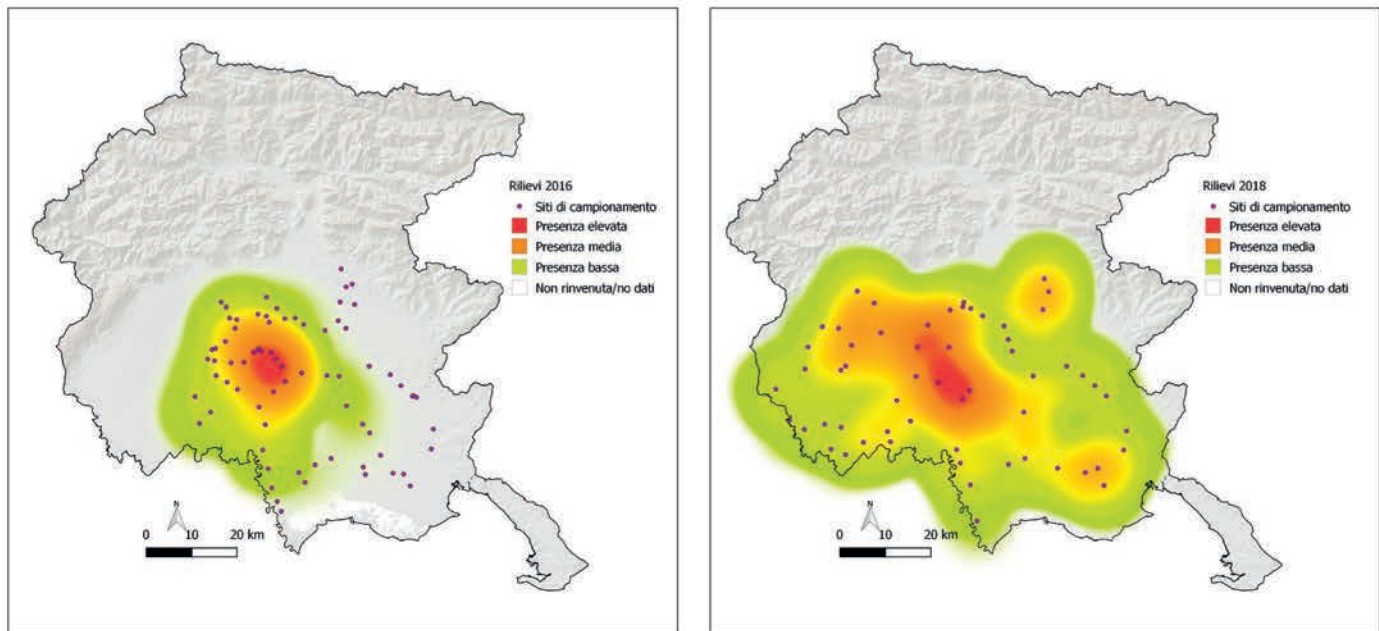 Rilievi 2016
Siti di campionamento
Presenza elevata
Presenza media
Presenza bassa
Non rinvenuta/no dati
N
0 10 20 km
Rilievi 2018
Siti di campionamento
Presenza elevata
Presenza media
Presenza bassa
Non rinvenuta/no dati
N
0 10 20 km